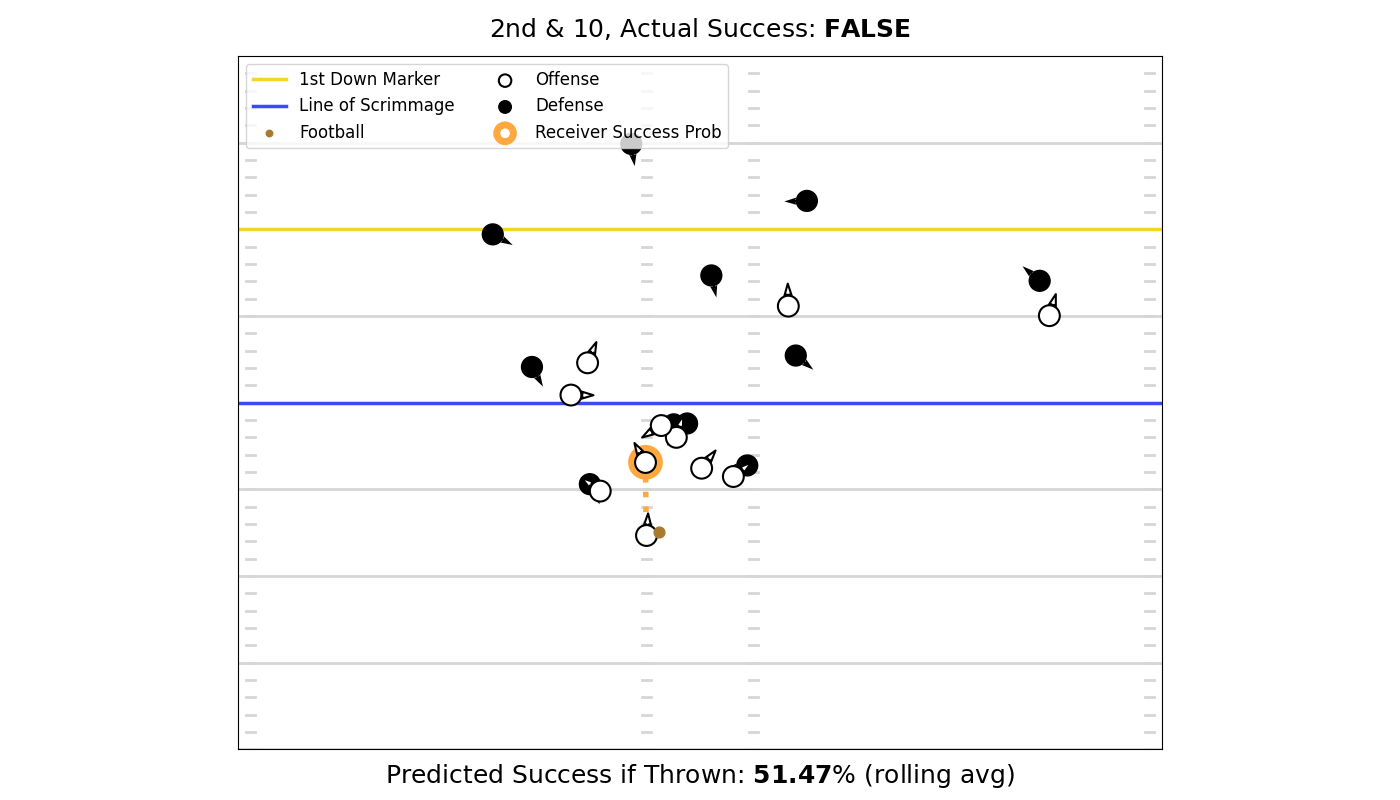 2nd & 10, Actual Success: FALSE
1st Down Marker
Line of Scrimmage
Football
Offense
Defense
Receiver Success Prob
Predicted Success if Thrown: 51.47% (rolling avg)